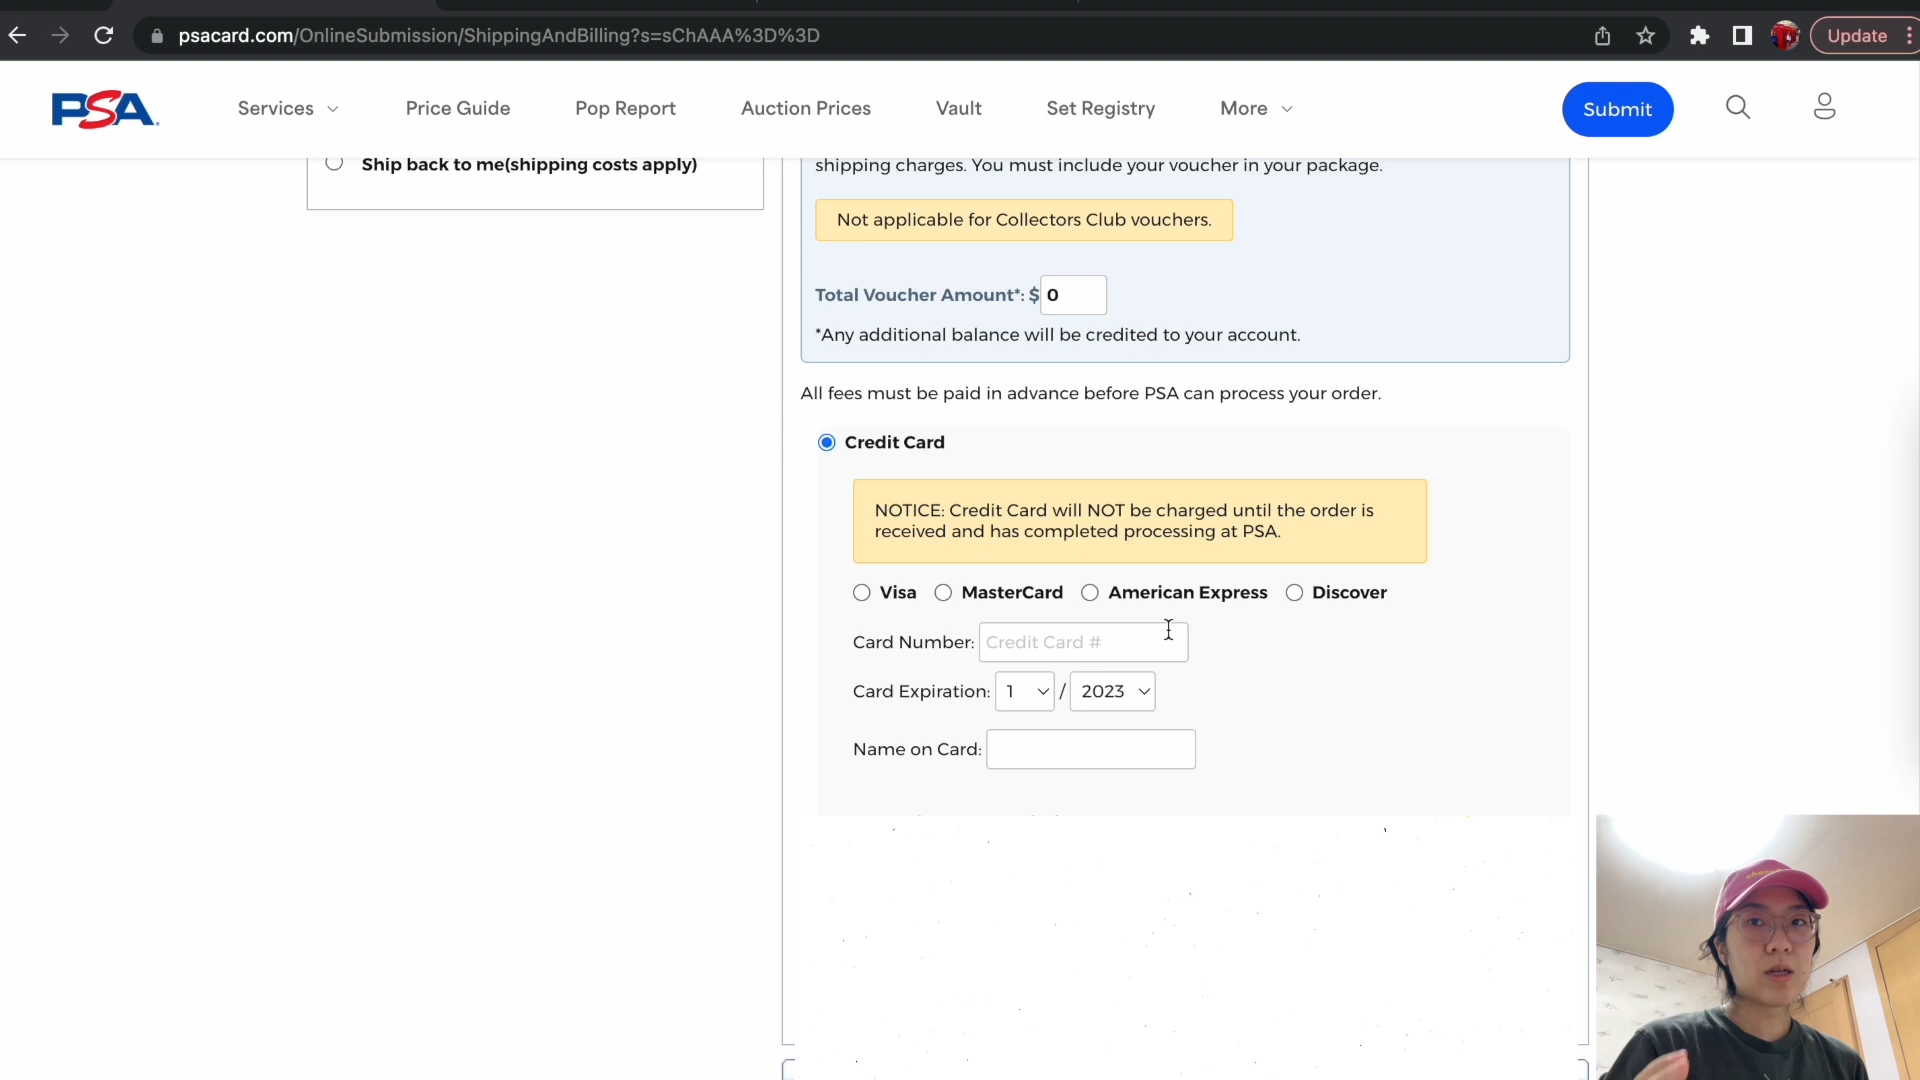 psacard.com/OnlineSubmission/ShippingAndBilling?s=sChAAA%3D%3D
Update
PSA
Services
Price Guide
Pop Report
Auction Prices
Vault
Set Registry
More
Submit
Ship back to me(shipping costs apply)
shipping charges. You must include your voucher in your package.
Not applicable for Collectors Club vouchers.
Total Voucher Amount*: $ 0
*Any additional balance will be credited to your account.
All fees must be paid in advance before PSA can process your order.
Credit Card
NOTICE: Credit Card will NOT be charged until the order is
received and has completed processing at PSA.
Visa MasterCard American Express Discover
Card Number: Credit Card #
Card Expiration: 1 / 2023
Name on Card: